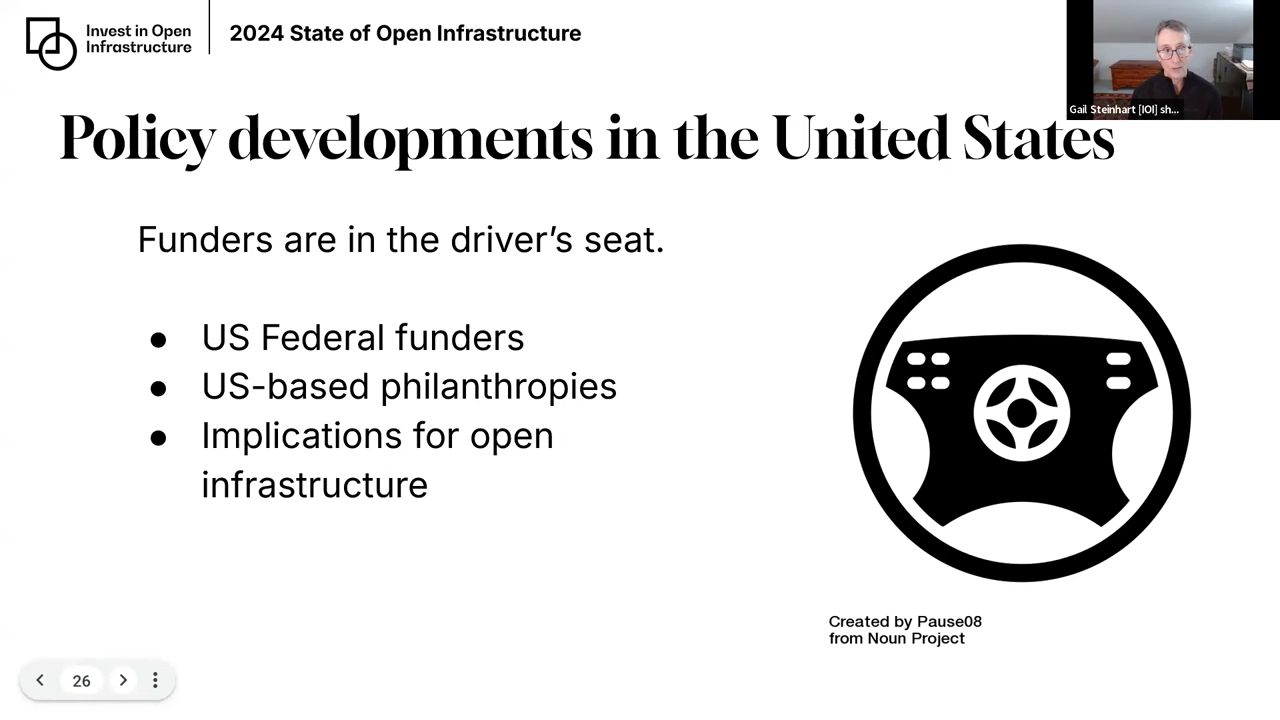 Invest in Open
Infrastructure
2024 State of Open Infrastructure
Gail Steinhart [IOI] sh...
Policy developments in the United States
Funders are in the driver’s seat.
● US Federal funders
● US-based philanthropies
● Implications for open
infrastructure
Created by Pause08
from Noun Project
26